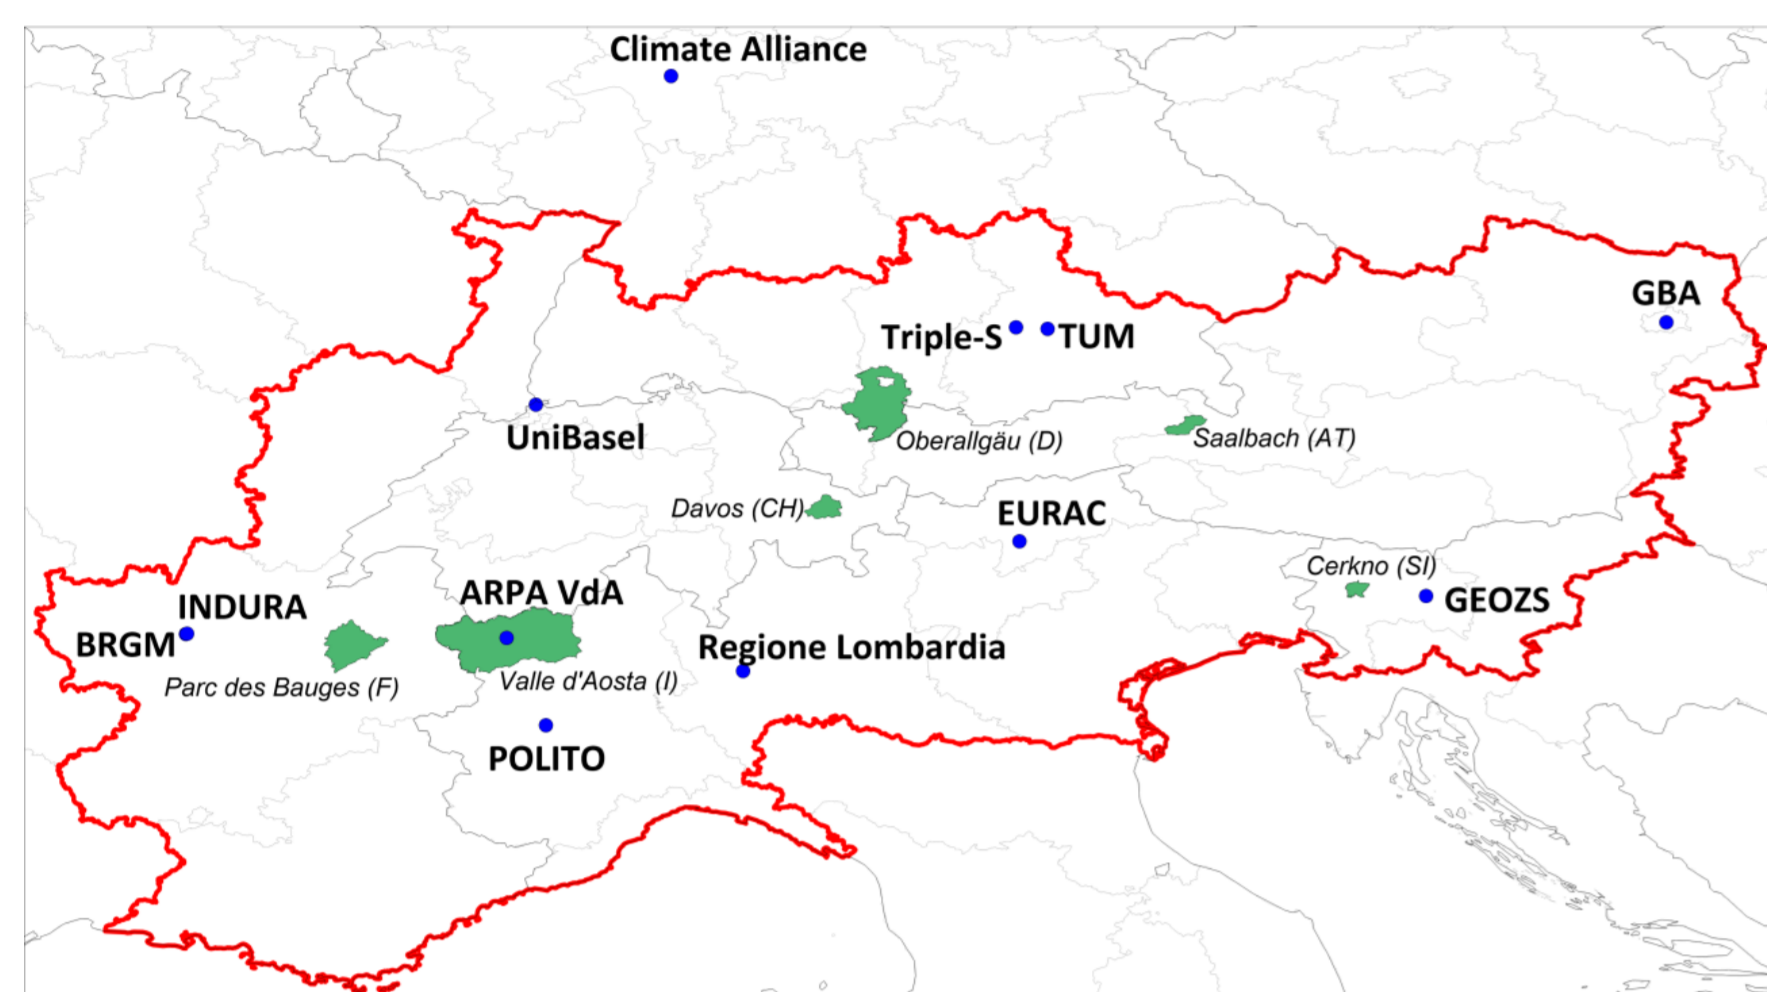 Climate Alliance
GBA
Triple-S
TUM
UniBasel
Oberallgäu (D)
Saalbach (AT)
Davos (CH)
EURAC
Cerkno (SI)
ARPA VdA
INDURA
GEOZS
BRGM
Regione Lombardia
Parc des Bauges (F)
Valle d'Aosta (I)
POLITO